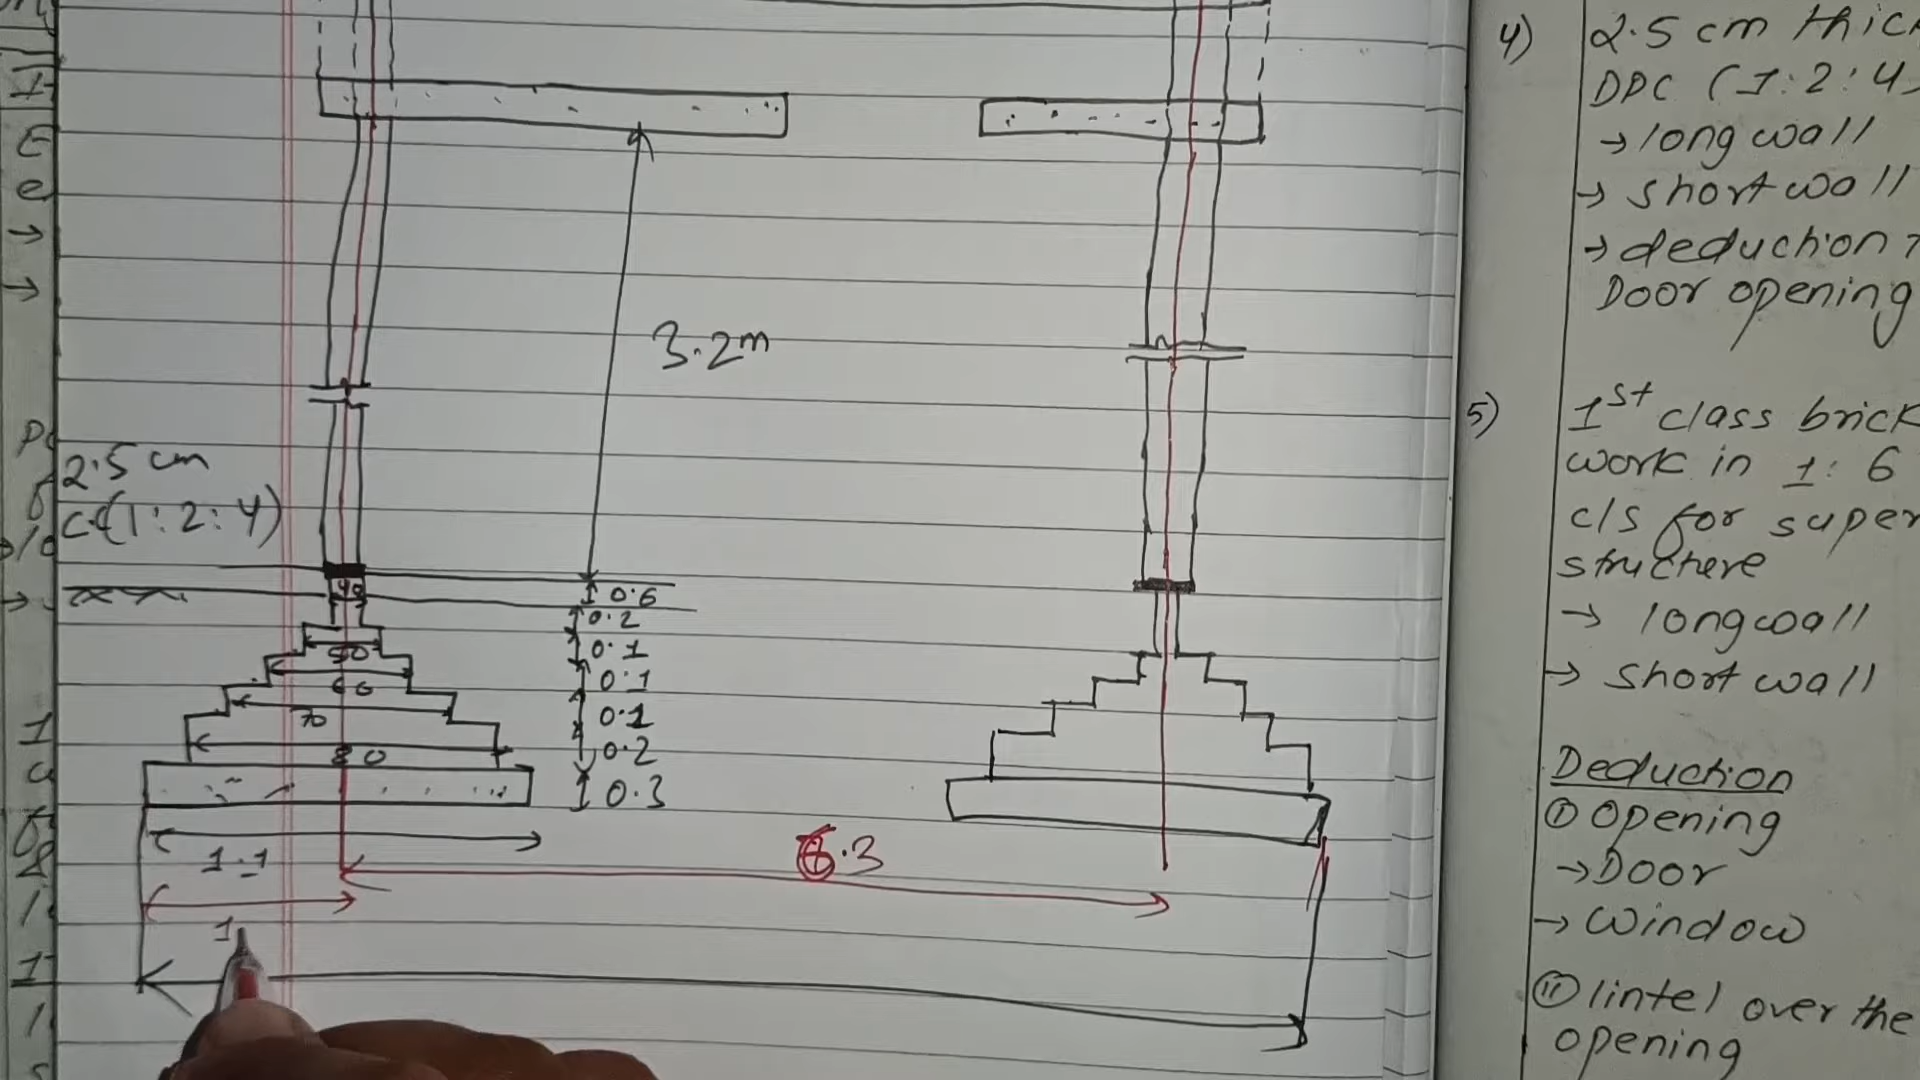 2.5 cm
C.C(1:2:4)
3.2m
40
50
60
70
80
0.6
0.2
0.1
0.1
0.1
0.2
0.3
1.1
6.3
1
4) 2.5 cm thick
DPC (1:2:4)
→ long wall
→ short wall
→ deduction
Door opening
5) 1st class brick
work in 1:6
c/s for super
structure
→ long wall
→ short wall
Deduction
(i) Opening
→ Door
→ window
(ii) lintel over the
opening